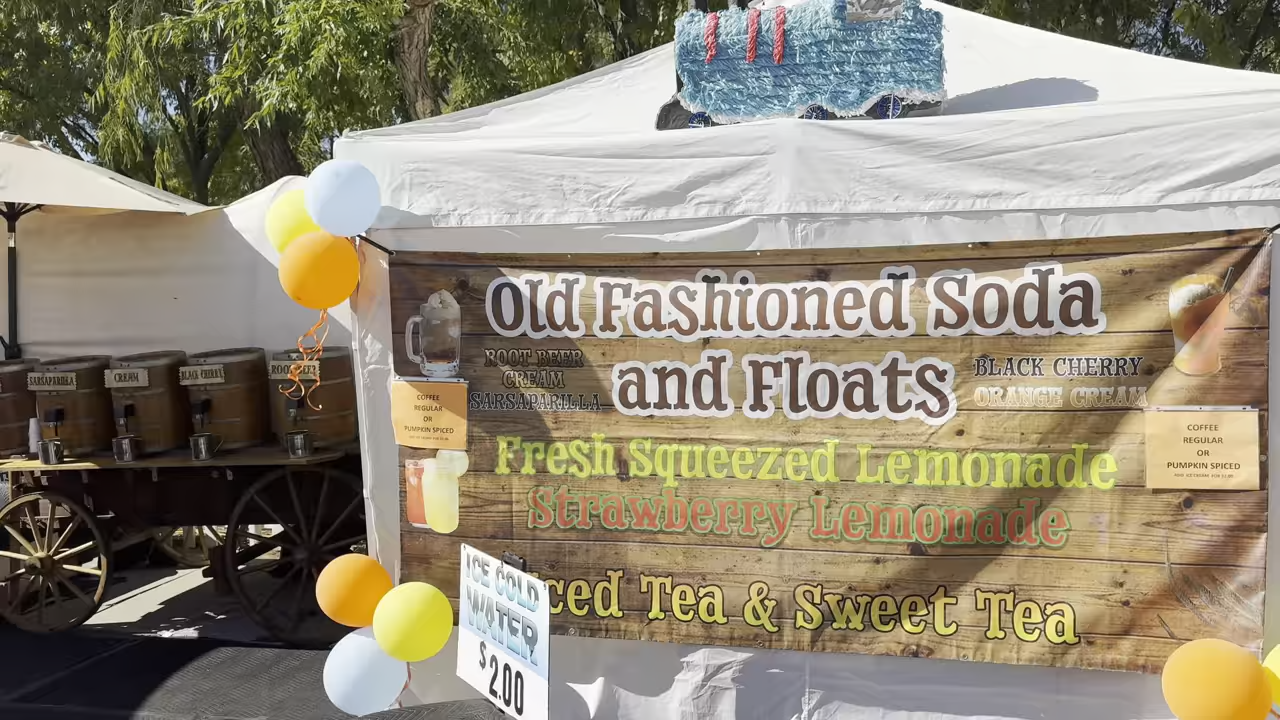 SARSAPARILLA
CREAM
BLACK CHERRY
ROOT BEER
Old Fashioned Soda
and Floats
ROOT BEER
CREAM
SARSAPARILLA
BLACK CHERRY
ORANGE CREAM
COFFEE
REGULAR
OR
PUMPKIN SPICED
COFFEE
REGULAR
OR
PUMPKIN SPICED
Fresh Squeezed Lemonade
Strawberry Lemonade
ced Tea & Sweet Tea
ICE COLD
WATER
$2.00